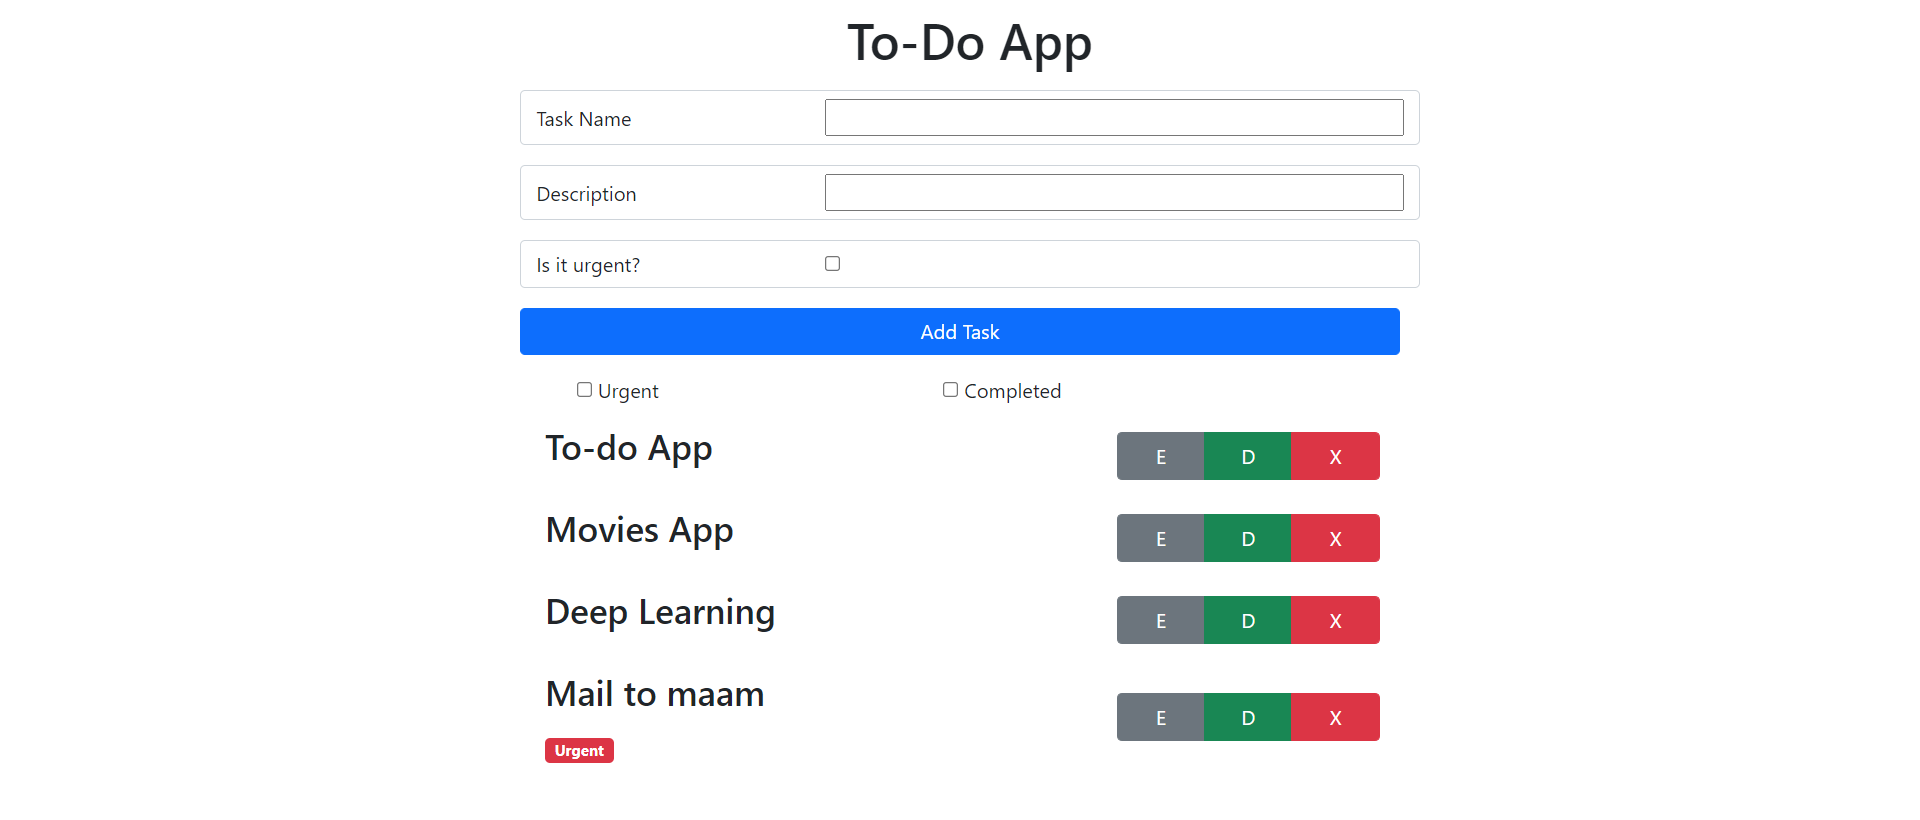 To-Do App
Task Name
Description
Is it urgent?
Add Task
Urgent Completed
To-do App E D X
Movies App E D X
Deep Learning E D X
Mail to maam E D X
Urgent